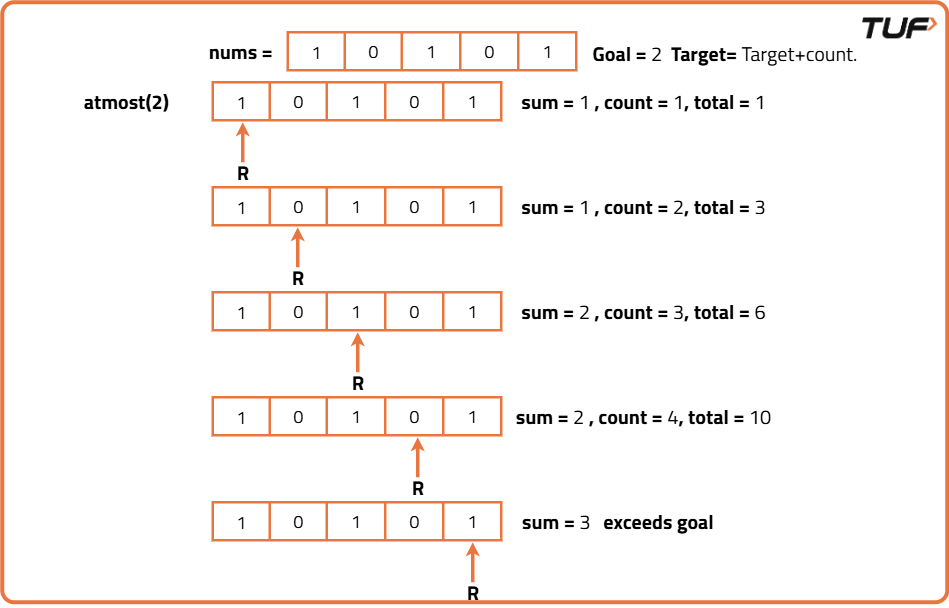 TUF
nums = 1 0 1 0 1 Goal = 2 Target= Target+count.
atmost(2) 1 0 1 0 1 sum = 1 , count = 1, total = 1
R
1 0 1 0 1 sum = 1 , count = 2, total = 3
R
1 0 1 0 1 sum = 2 , count = 3, total = 6
R
1 0 1 0 1 sum = 2 , count = 4, total = 10
R
1 0 1 0 1 sum = 3 exceeds goal
R